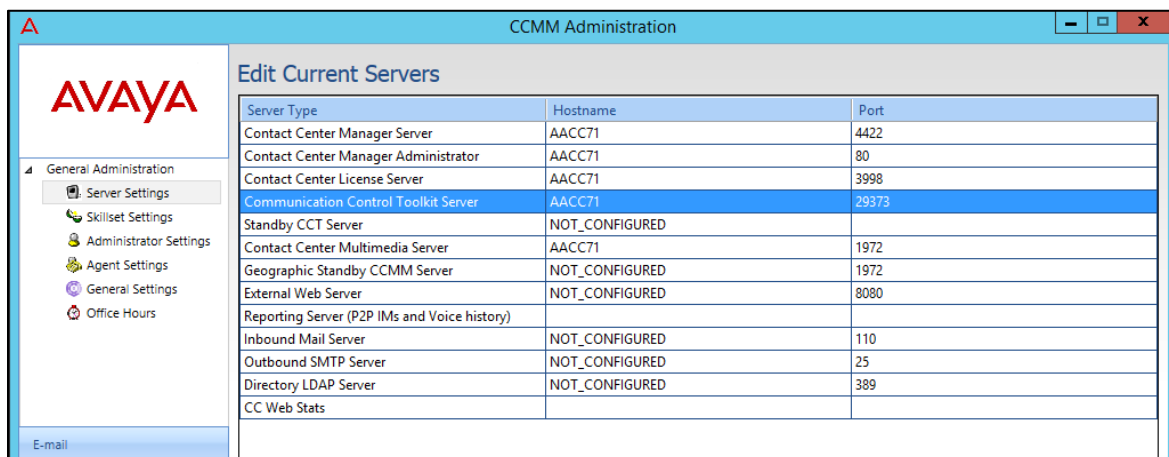 CCMM Administration
AVAYA
Edit Current Servers
Server Type Hostname Port
Contact Center Manager Server AACC71 4422
Contact Center Manager Administrator AACC71 80
Contact Center License Server AACC71 3998
Communication Control Toolkit Server AACC71 29373
Standby CCT Server NOT_CONFIGURED
Contact Center Multimedia Server AACC71 1972
Geographic Standby CCMM Server NOT_CONFIGURED 1972
External Web Server NOT_CONFIGURED 8080
Reporting Server (P2P IMs and Voice history)
Inbound Mail Server NOT_CONFIGURED 110
Outbound SMTP Server NOT_CONFIGURED 25
Directory LDAP Server NOT_CONFIGURED 389
CC Web Stats
General Administration
Server Settings
Skillset Settings
Administrator Settings
Agent Settings
General Settings
Office Hours
E-mail